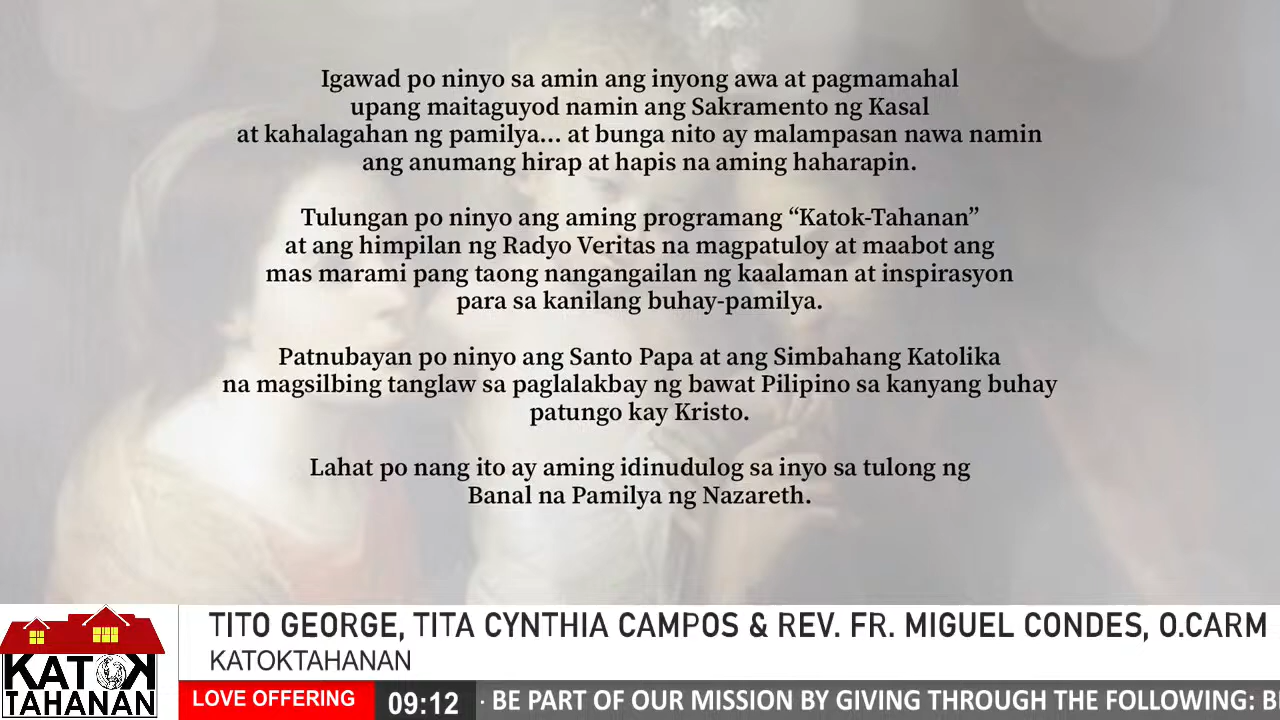 Igawad po ninyo sa amin ang inyong awa at pagmamahal
upang maitaguyod namin ang Sakramento ng Kasal
at kahalagahan ng pamilya... at bunga nito ay malampasan nawa namin
ang anumang hirap at hapis na aming haharapin.
Tulungan po ninyo ang aming programang “Katok-Tahanan”
at ang himpilan ng Radyo Veritas na magpatuloy at maabot ang
mas marami pang taong nangangailan ng kaalaman at inspirasyon
para sa kanilang buhay-pamilya.
Patnubayan po ninyo ang Santo Papa at ang Simbahang Katolika
na magsilbing tanglaw sa paglalakbay ng bawat Pilipino sa kanyang buhay
patungo kay Kristo.
Lahat po nang ito ay aming idinudulog sa inyo sa tulong ng
Banal na Pamilya ng Nazareth.
KATOK
TAHANAN
TITO GEORGE, TITA CYNTHIA CAMPOS & REV. FR. MIGUEL CONDES, O.CARM
KATOKTAHANAN
LOVE OFFERING
09:12
· BE PART OF OUR MISSION BY GIVING THROUGH THE FOLLOWING: